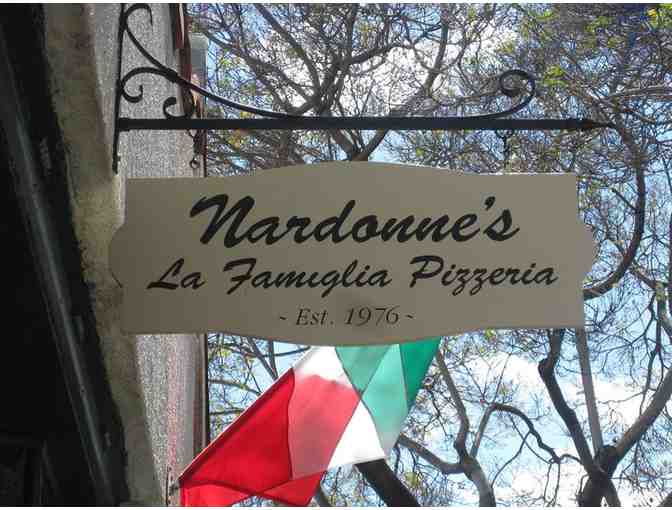 Nardonne's
La Famiglia Pizzeria
~ Est. 1976 ~